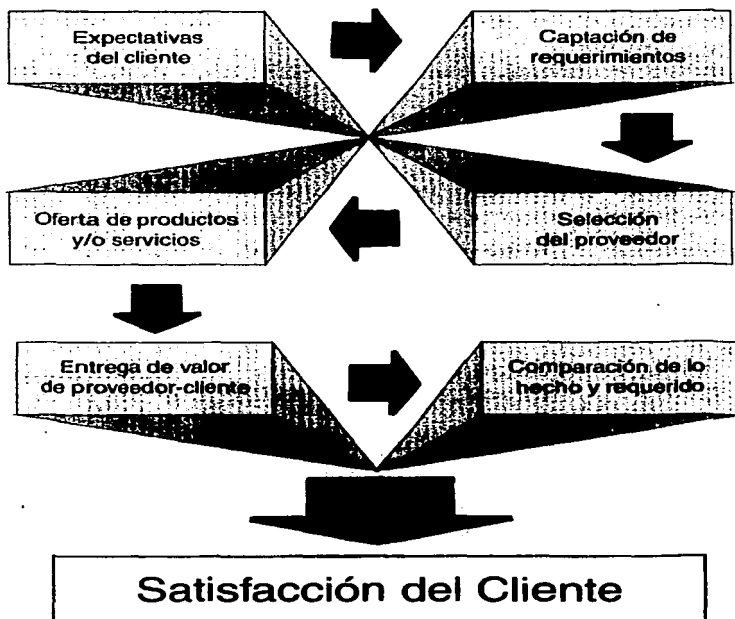 Expectativas
del cliente
Captación de
requerimientos
Oferta de productos
y/o servicios
Selección
del proveedor
Entrega de valor
de proveedor-cliente
Comparación de lo
hecho y requerido
Satisfacción del Cliente